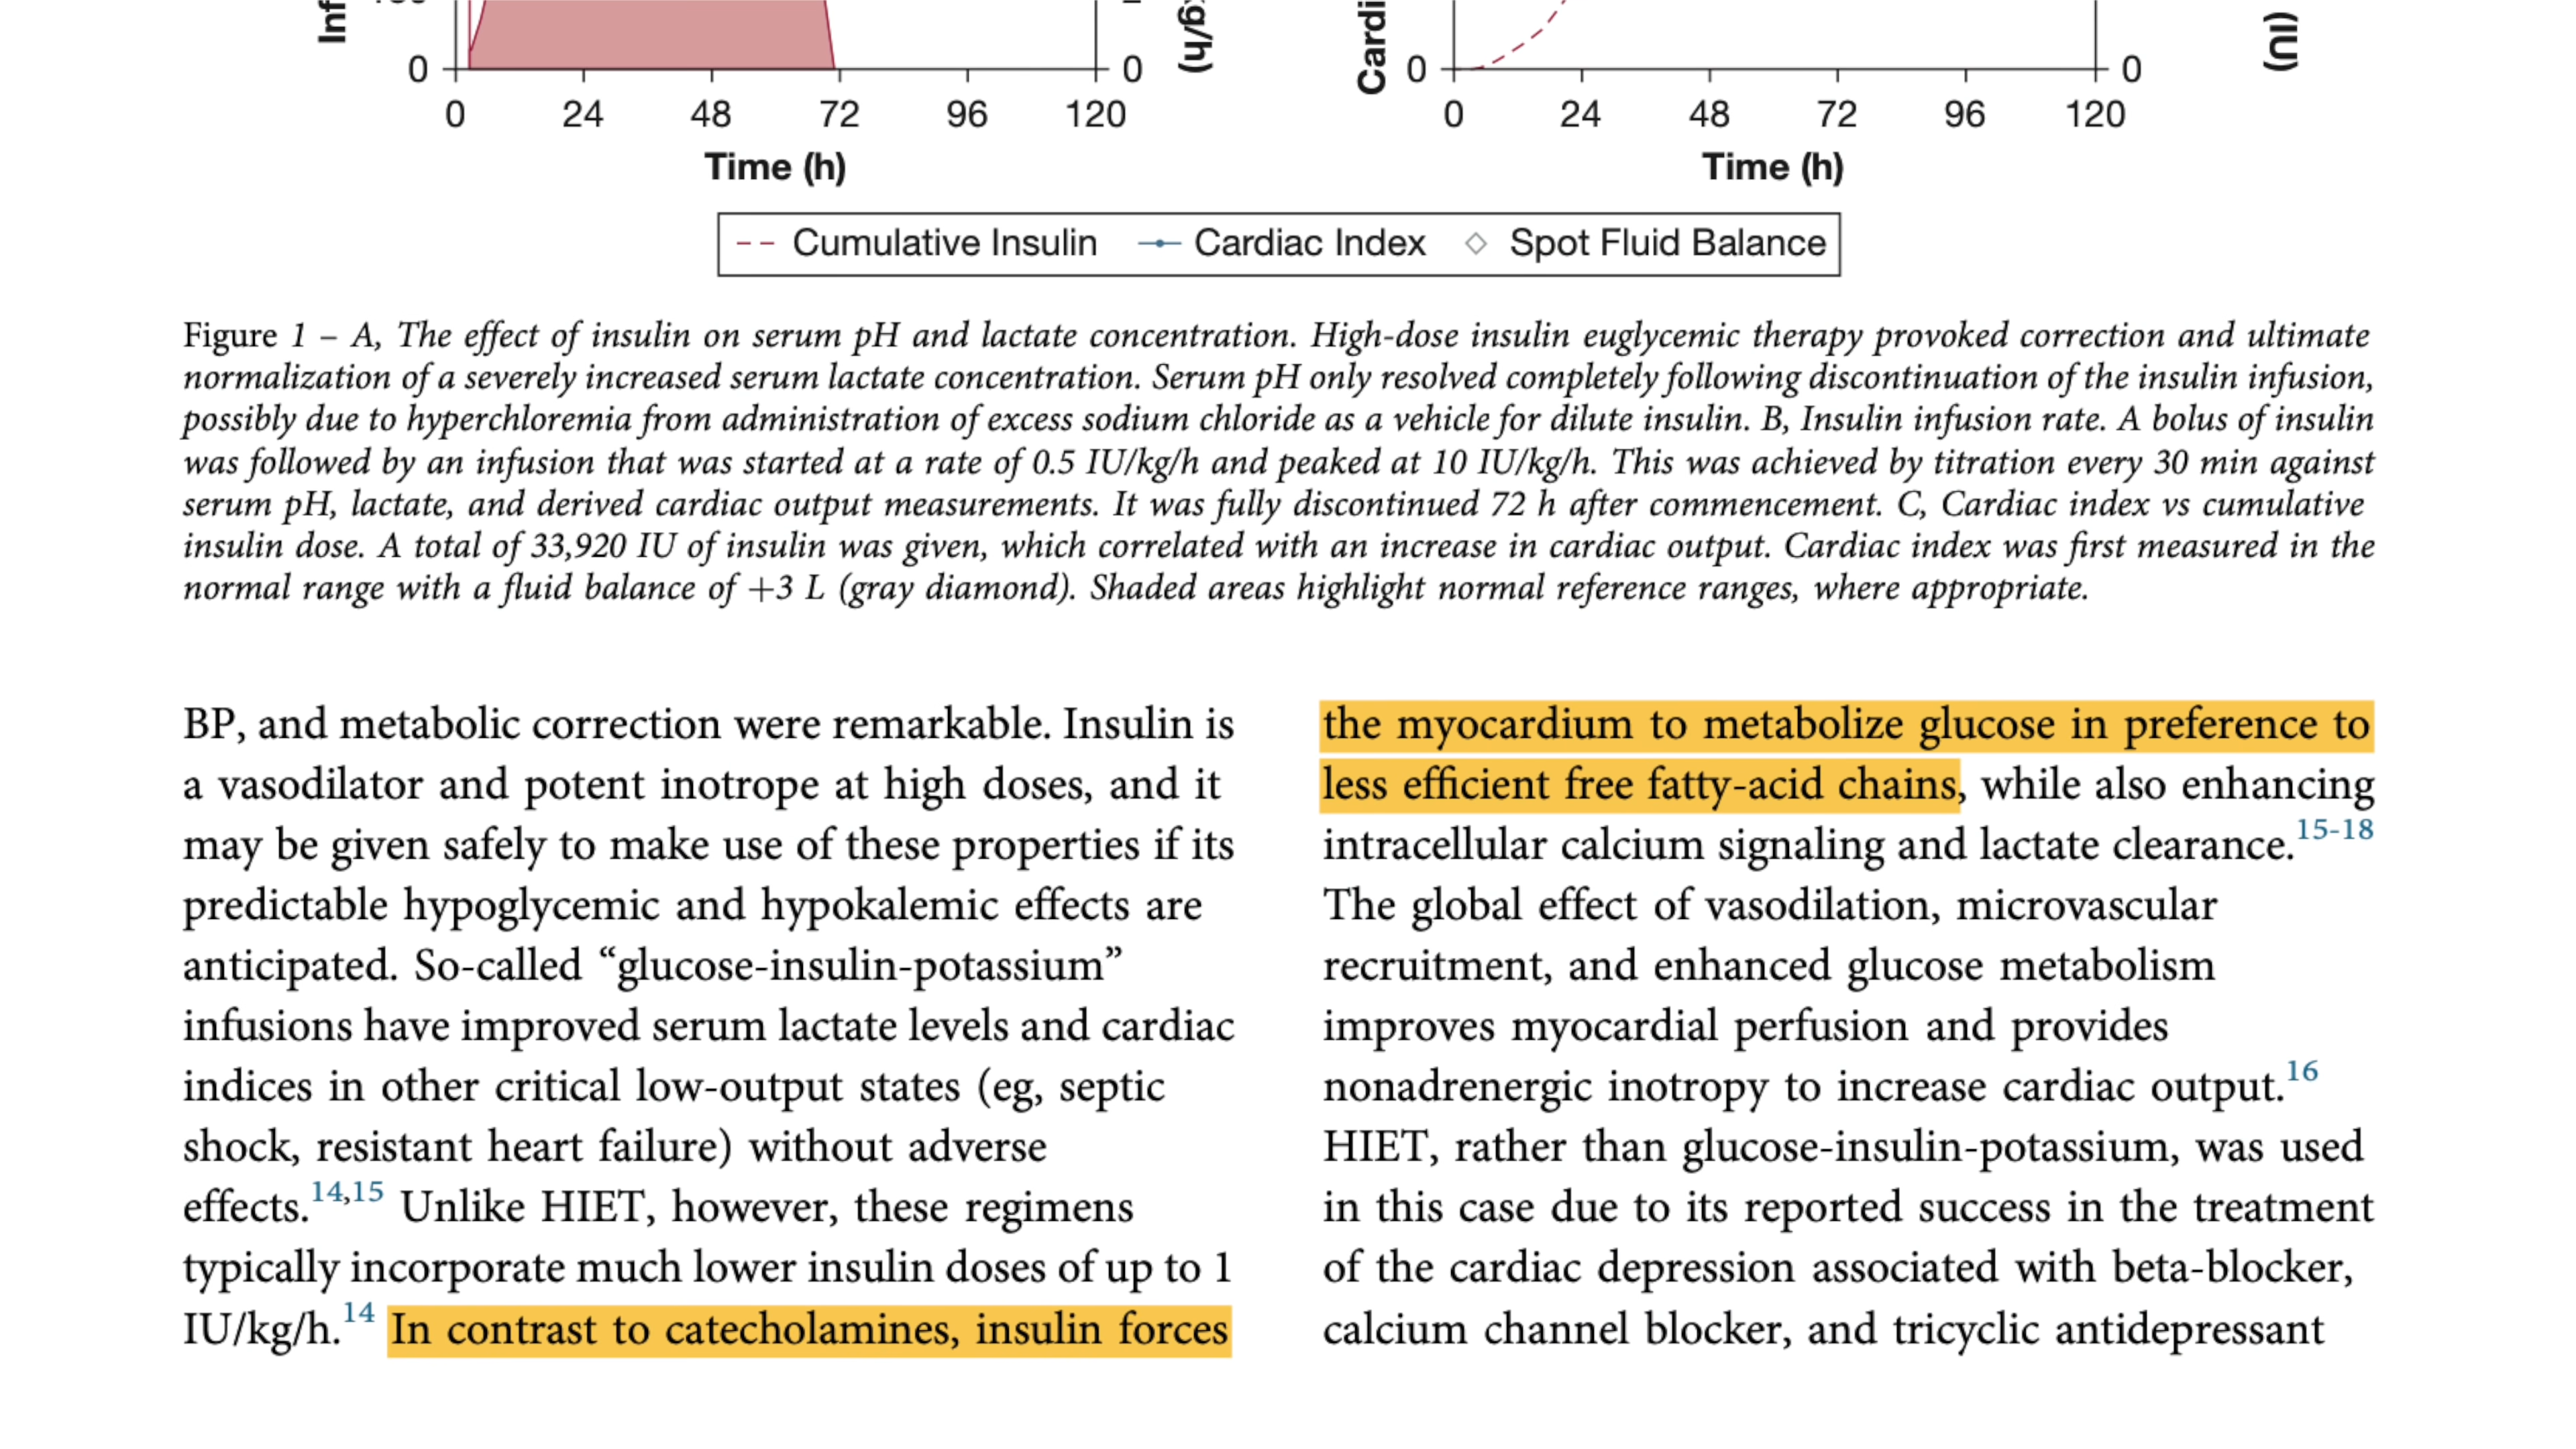 Inf
0
0
g/h)
0 24 48 72 96 120
Time (h)
Cardi
0
0
(IU)
0 24 48 72 96 120
Time (h)
Cumulative Insulin Cardiac Index Spot Fluid Balance
Figure 1 – A, The effect of insulin on serum pH and lactate concentration. High-dose insulin euglycemic therapy provoked correction and ultimate
normalization of a severely increased serum lactate concentration. Serum pH only resolved completely following discontinuation of the insulin infusion,
possibly due to hyperchloremia from administration of excess sodium chloride as a vehicle for dilute insulin. B, Insulin infusion rate. A bolus of insulin
was followed by an infusion that was started at a rate of 0.5 IU/kg/h and peaked at 10 IU/kg/h. This was achieved by titration every 30 min against
serum pH, lactate, and derived cardiac output measurements. It was fully discontinued 72 h after commencement. C, Cardiac index vs cumulative
insulin dose. A total of 33,920 IU of insulin was given, which correlated with an increase in cardiac output. Cardiac index was first measured in the
normal range with a fluid balance of +3 L (gray diamond). Shaded areas highlight normal reference ranges, where appropriate.
BP, and metabolic correction were remarkable. Insulin is
a vasodilator and potent inotrope at high doses, and it
may be given safely to make use of these properties if its
predictable hypoglycemic and hypokalemic effects are
anticipated. So-called “glucose-insulin-potassium”
infusions have improved serum lactate levels and cardiac
indices in other critical low-output states (eg, septic
shock, resistant heart failure) without adverse
effects.14,15 Unlike HIET, however, these regimens
typically incorporate much lower insulin doses of up to 1
IU/kg/h.14 In contrast to catecholamines, insulin forces
the myocardium to metabolize glucose in preference to
less efficient free fatty-acid chains, while also enhancing
intracellular calcium signaling and lactate clearance.15-18
The global effect of vasodilation, microvascular
recruitment, and enhanced glucose metabolism
improves myocardial perfusion and provides
nonadrenergic inotropy to increase cardiac output.16
HIET, rather than glucose-insulin-potassium, was used
in this case due to its reported success in the treatment
of the cardiac depression associated with beta-blocker,
calcium channel blocker, and tricyclic antidepressant